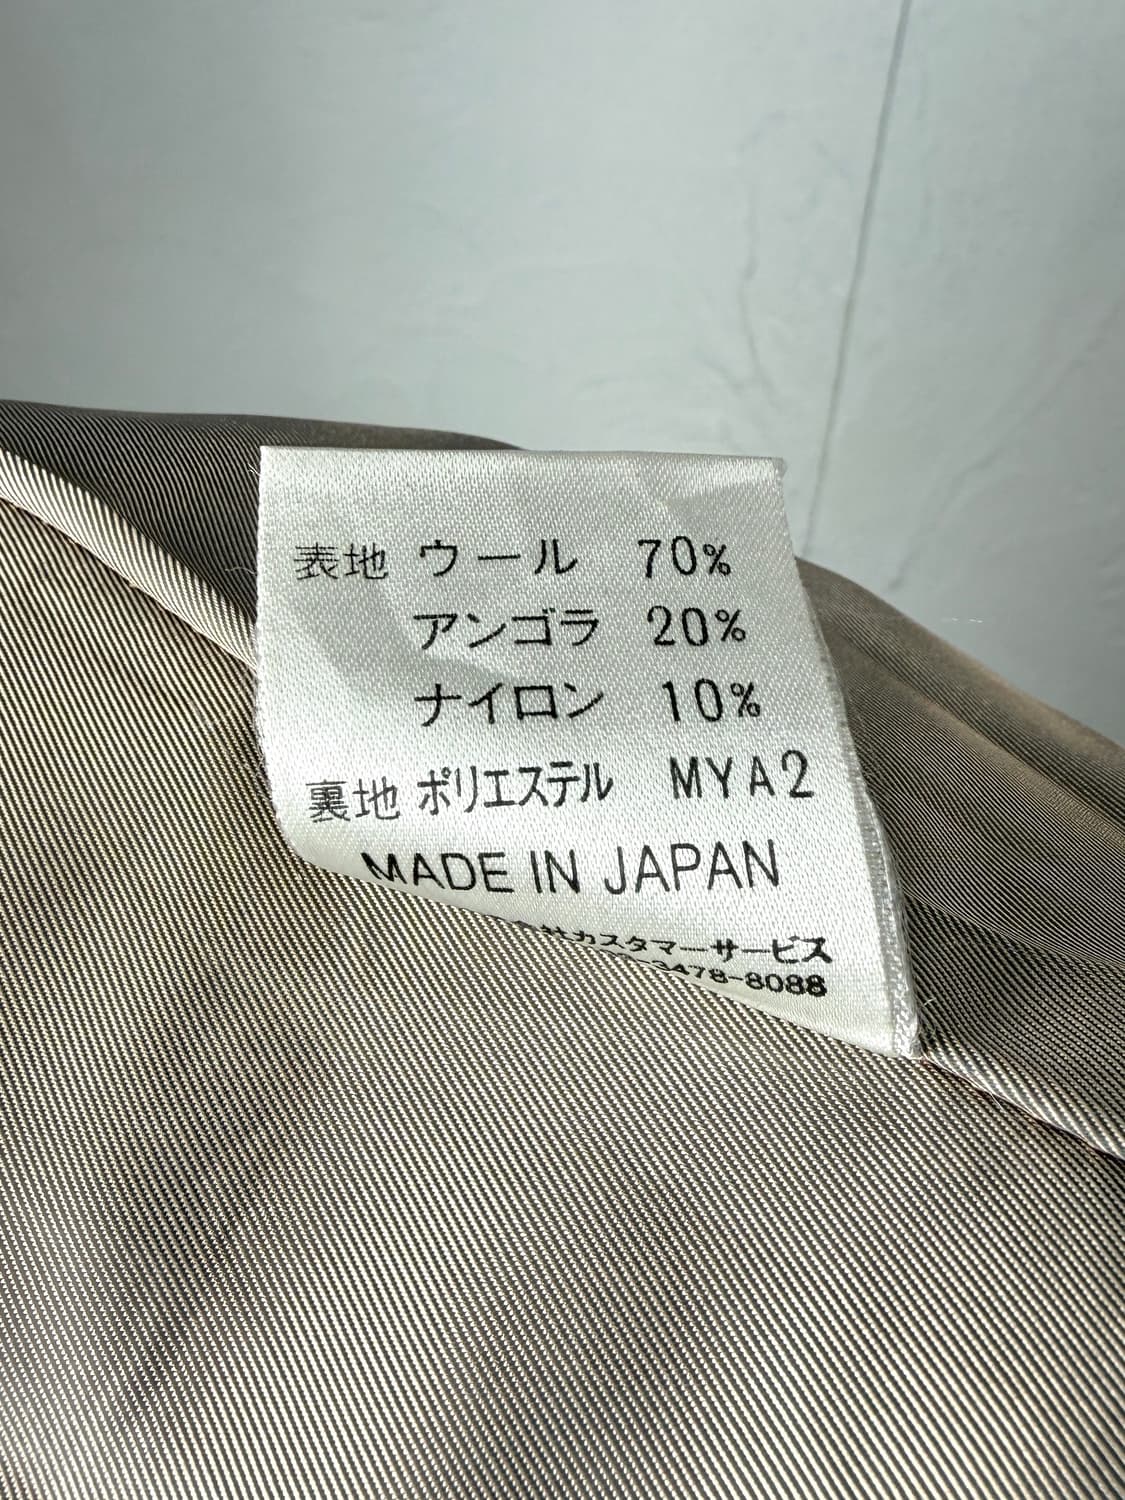 表地 ウール 70%
アンゴラ 20%
ナイロン 10%
裏地 ポリエステル MYA2
MADE IN JAPAN
カスタマーサービス
3478-8088